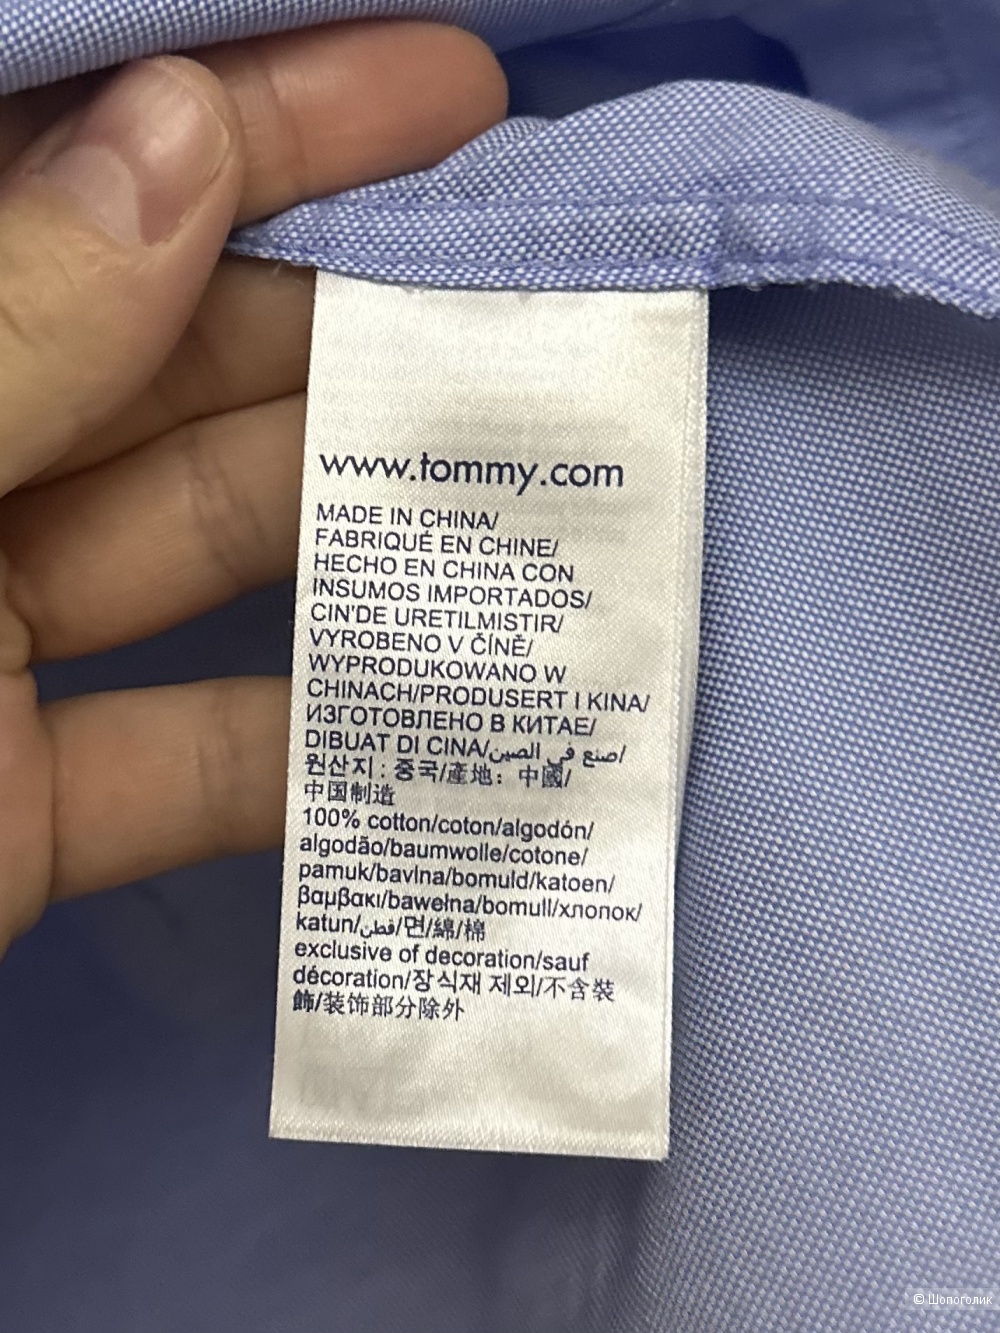 www.tommy.com
MADE IN CHINA/
FABRIQUÉ EN CHINE/
HECHO EN CHINA CON
INSUMOS IMPORTADOS/
CIN'DE URETILMISTIR/
VYROBENO V ČÍNĚ/
WYPRODUKOWANO W
CHINACH/PRODUSERT I KINA/
ИЗГОТОВЛЕНО В КИТАЕ/
DIBUAT DI CINA/صنع في الصين/
원산지 : 중국/產地：中國/
中国制造
100% cotton/coton/algodón/
algodão/baumwolle/cotone/
pamuk/bavlna/bomuld/katoen/
βαμβακι/bawełna/bomull/хлопок/
katun/قطن/면/綿/棉
exclusive of decoration/sauf
décoration/장식재 제외/不含裝
飾/装饰部分除外
© Шопоголик